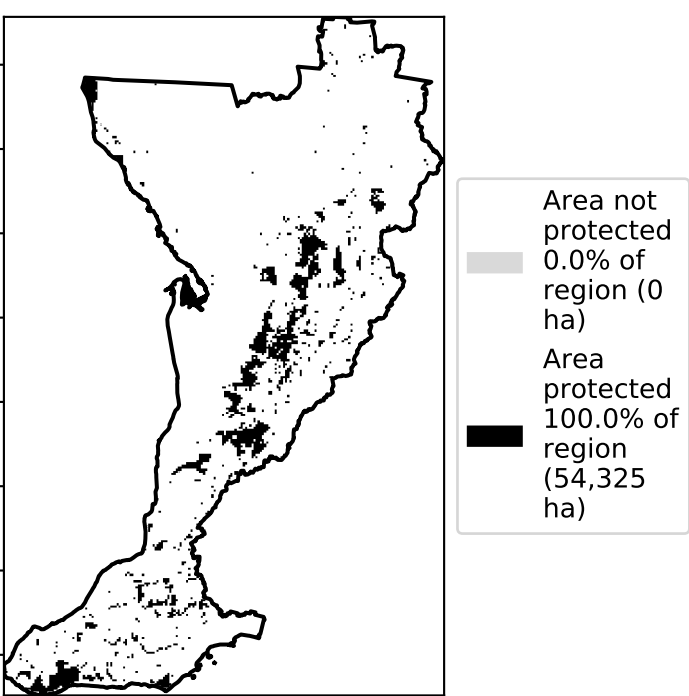 Area not
protected
0.0% of
region (0
ha)
Area
protected
100.0% of
region
(54,325
ha)